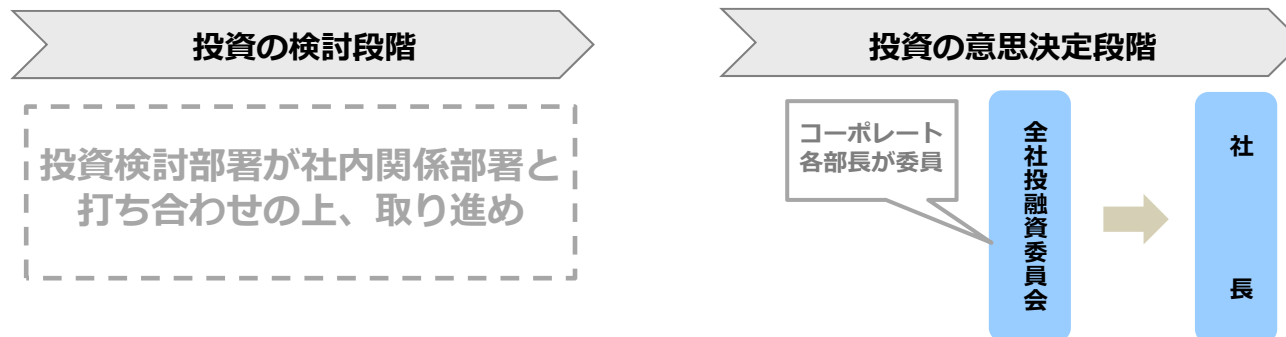 投資の検討段階
投資検討部署が社内関係部署と
打ち合わせの上、取り進め
投資の意思決定段階
コーポレート
各部長が委員
全社投融資委員会
社長